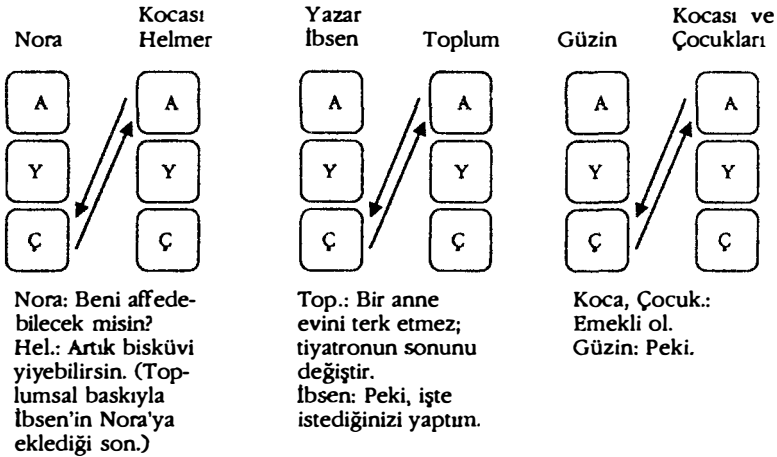 Nora
Kocası
Helmer
A A
Y Y
Ç Ç
Nora: Beni affede-
bilecek misin?
Hel.: Artık bisküvi
yiyebilirsin. (Top-
lumsal baskıyla
İbsen'in Nora'ya
eklediği son.)
Yazar
İbsen
Toplum
A A
Y Y
Ç Ç
Top.: Bir anne
evini terk etmez;
tiyatronun sonunu
değiştir.
İbsen: Peki, işte
istediğinizi yaptım.
Güzin
Kocası ve
Çocukları
A A
Y Y
Ç Ç
Koca, Çocuk.:
Emekli ol.
Güzin: Peki.